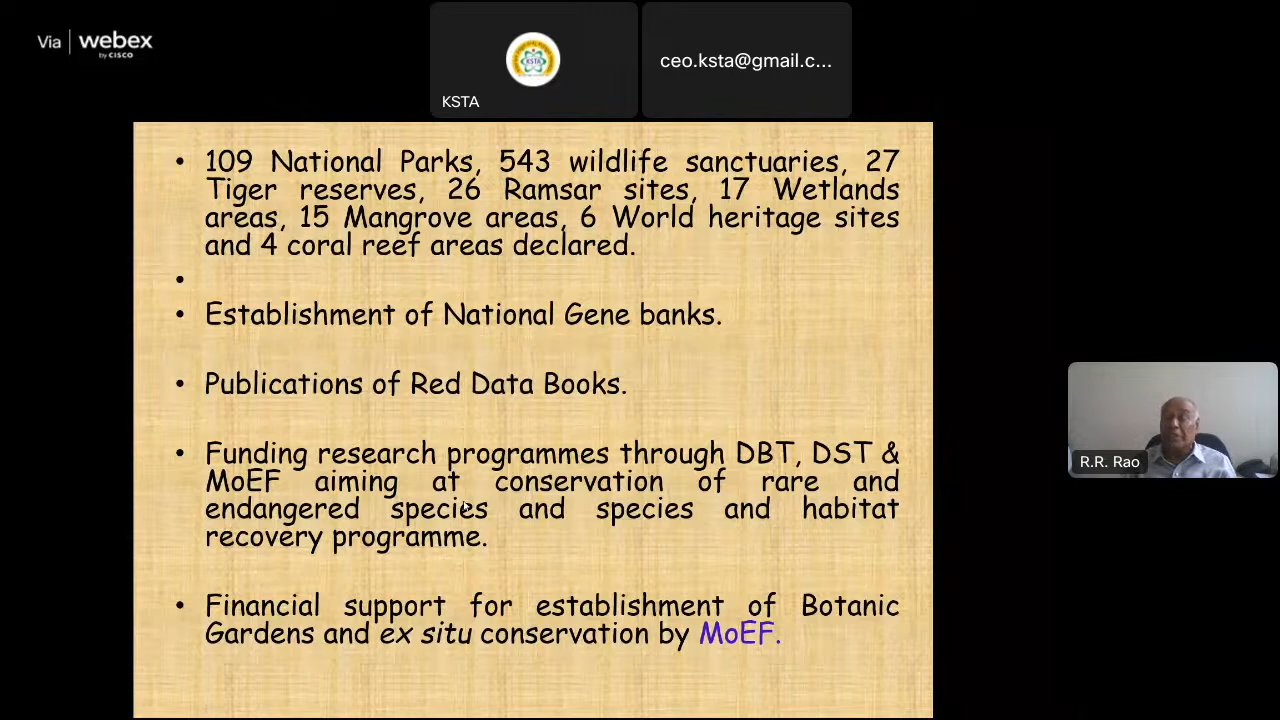 Via webex
by CISCO
KSTA
KSTA
ceo.ksta@gmail.c...
• 109 National Parks, 543 wildlife sanctuaries, 27
Tiger reserves, 26 Ramsar sites, 17 Wetlands
areas, 15 Mangrove areas, 6 World heritage sites
and 4 coral reef areas declared.
•
• Establishment of National Gene banks.
• Publications of Red Data Books.
• Funding research programmes through DBT, DST &
MoEF aiming at conservation of rare and
endangered species and species and habitat
recovery programme.
• Financial support for establishment of Botanic
Gardens and ex situ conservation by MoEF.
R.R. Rao